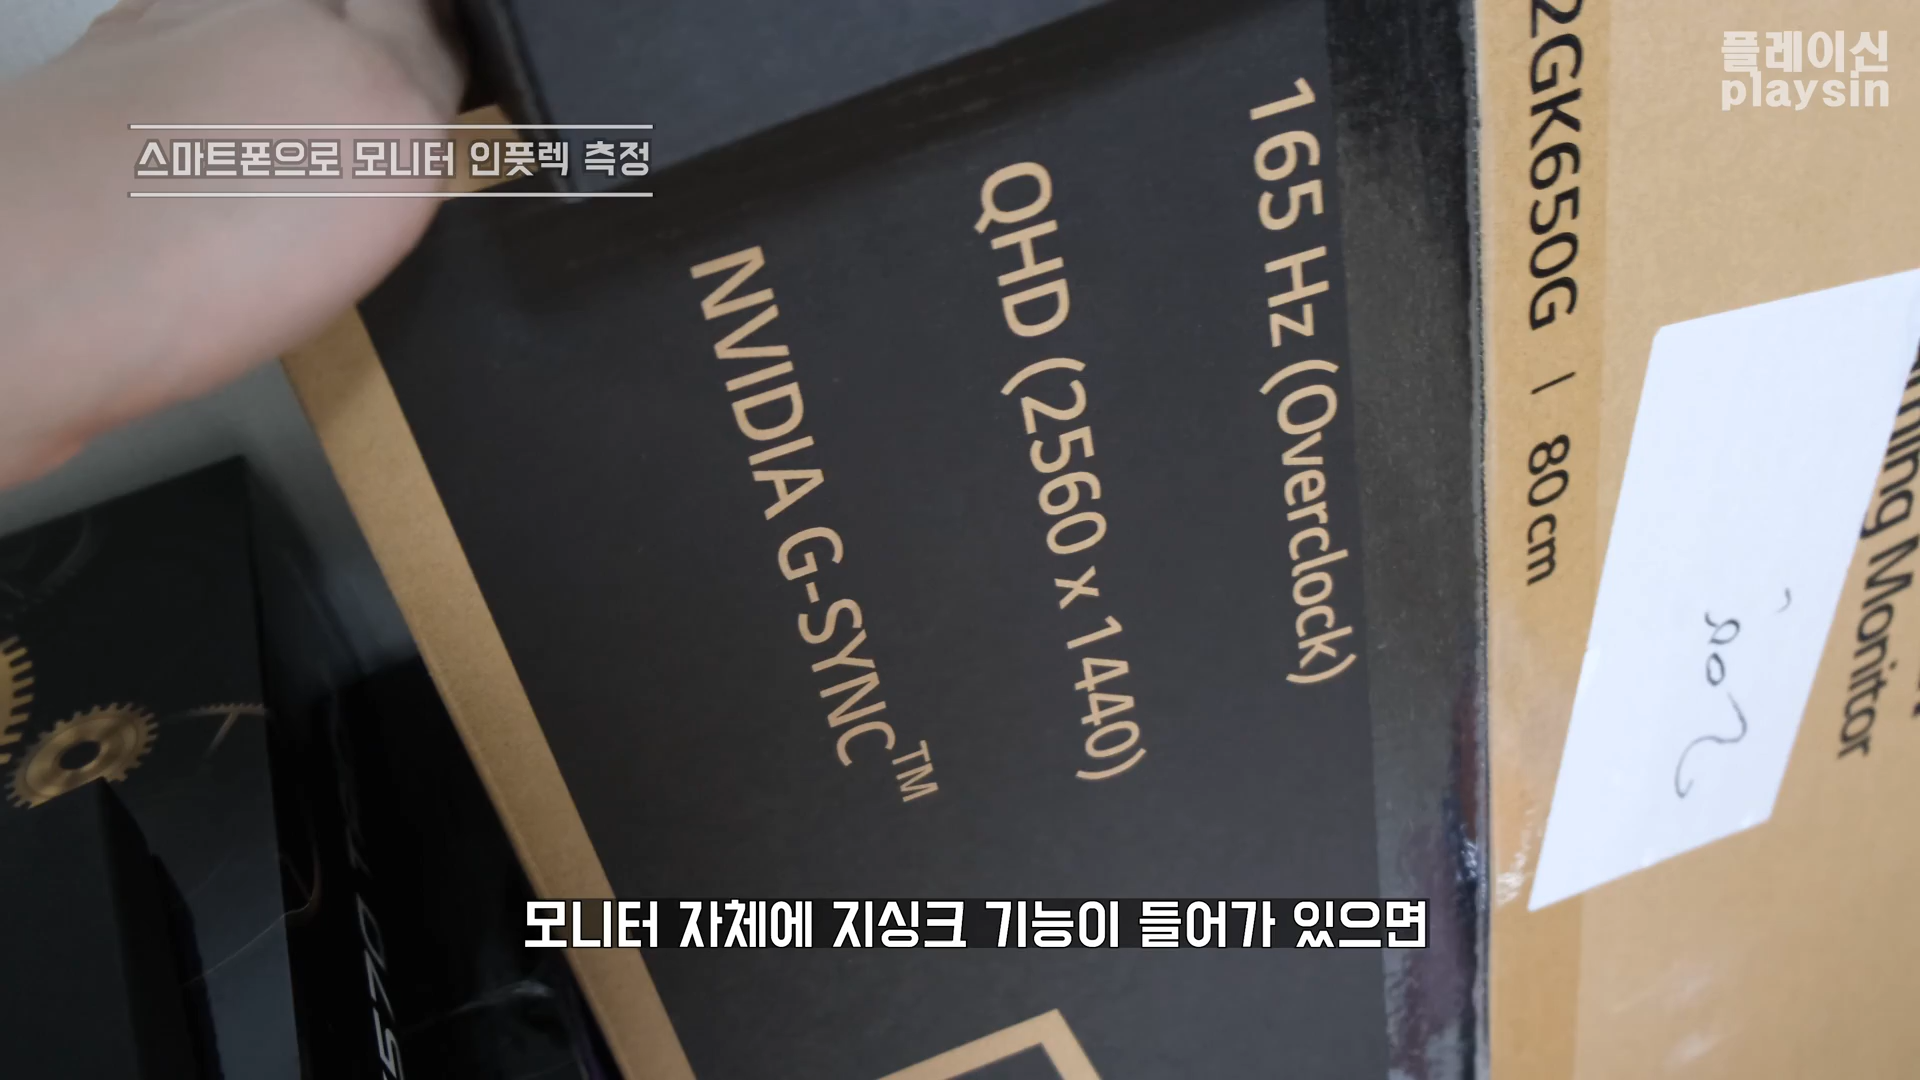 플레이신
playsin
스마트폰으로 모니터 인풋렉 측정
165 Hz (Overclock)
QHD (2560 x 1440)
NVIDIA G-SYNC™
2GK650G | 80 cm
Monitor
모니터 자체에 지싱크 기능이 들어가 있으면